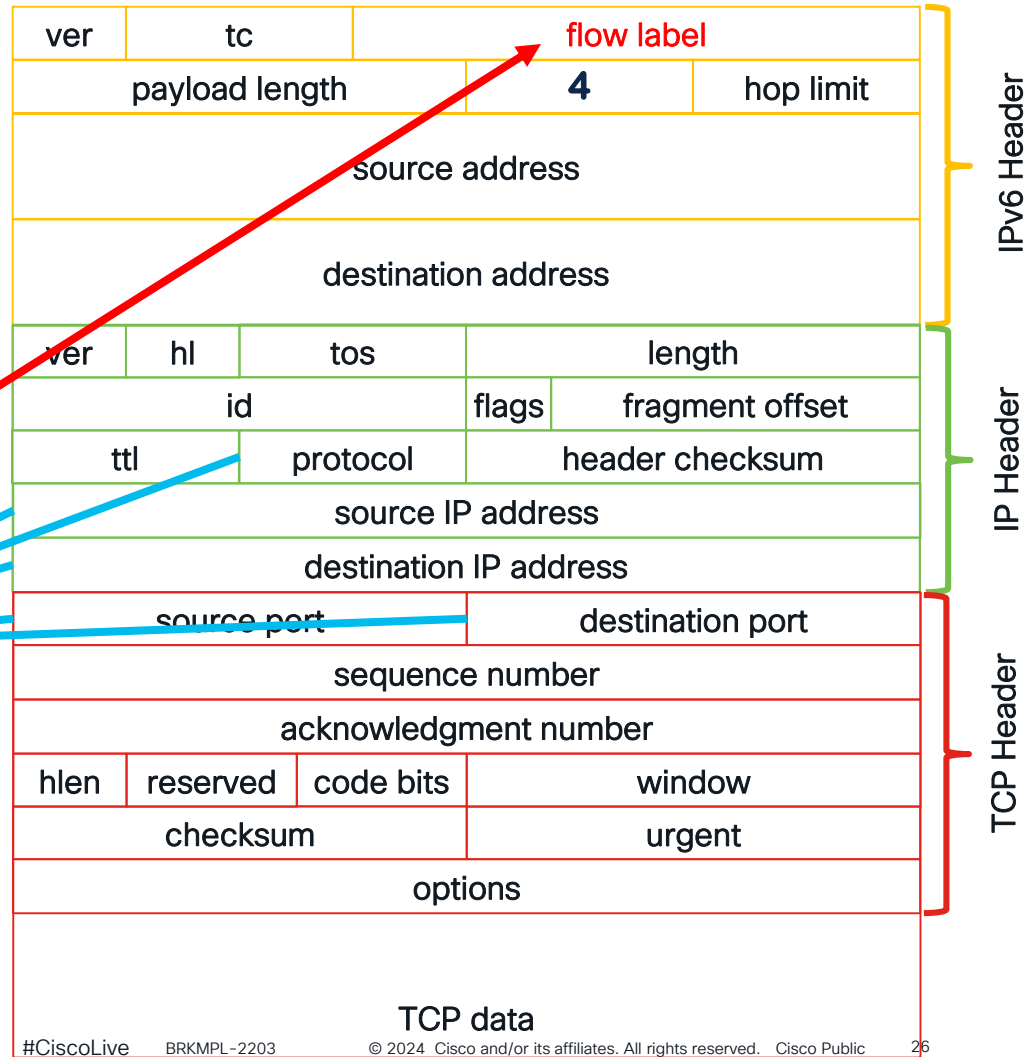 ver tc flow label
payload length 4 hop limit
source address
destination address
IPv6 Header
ver hl tos length
id flags fragment offset
ttl protocol header checksum
source IP address
destination IP address
IP Header
source port destination port
sequence number
acknowledgment number
hlen reserved code bits window
checksum urgent
options
TCP Header
TCP data
#CiscoLive BRKMPL-2203 © 2024 Cisco and/or its affiliates. All rights reserved. Cisco Public 26